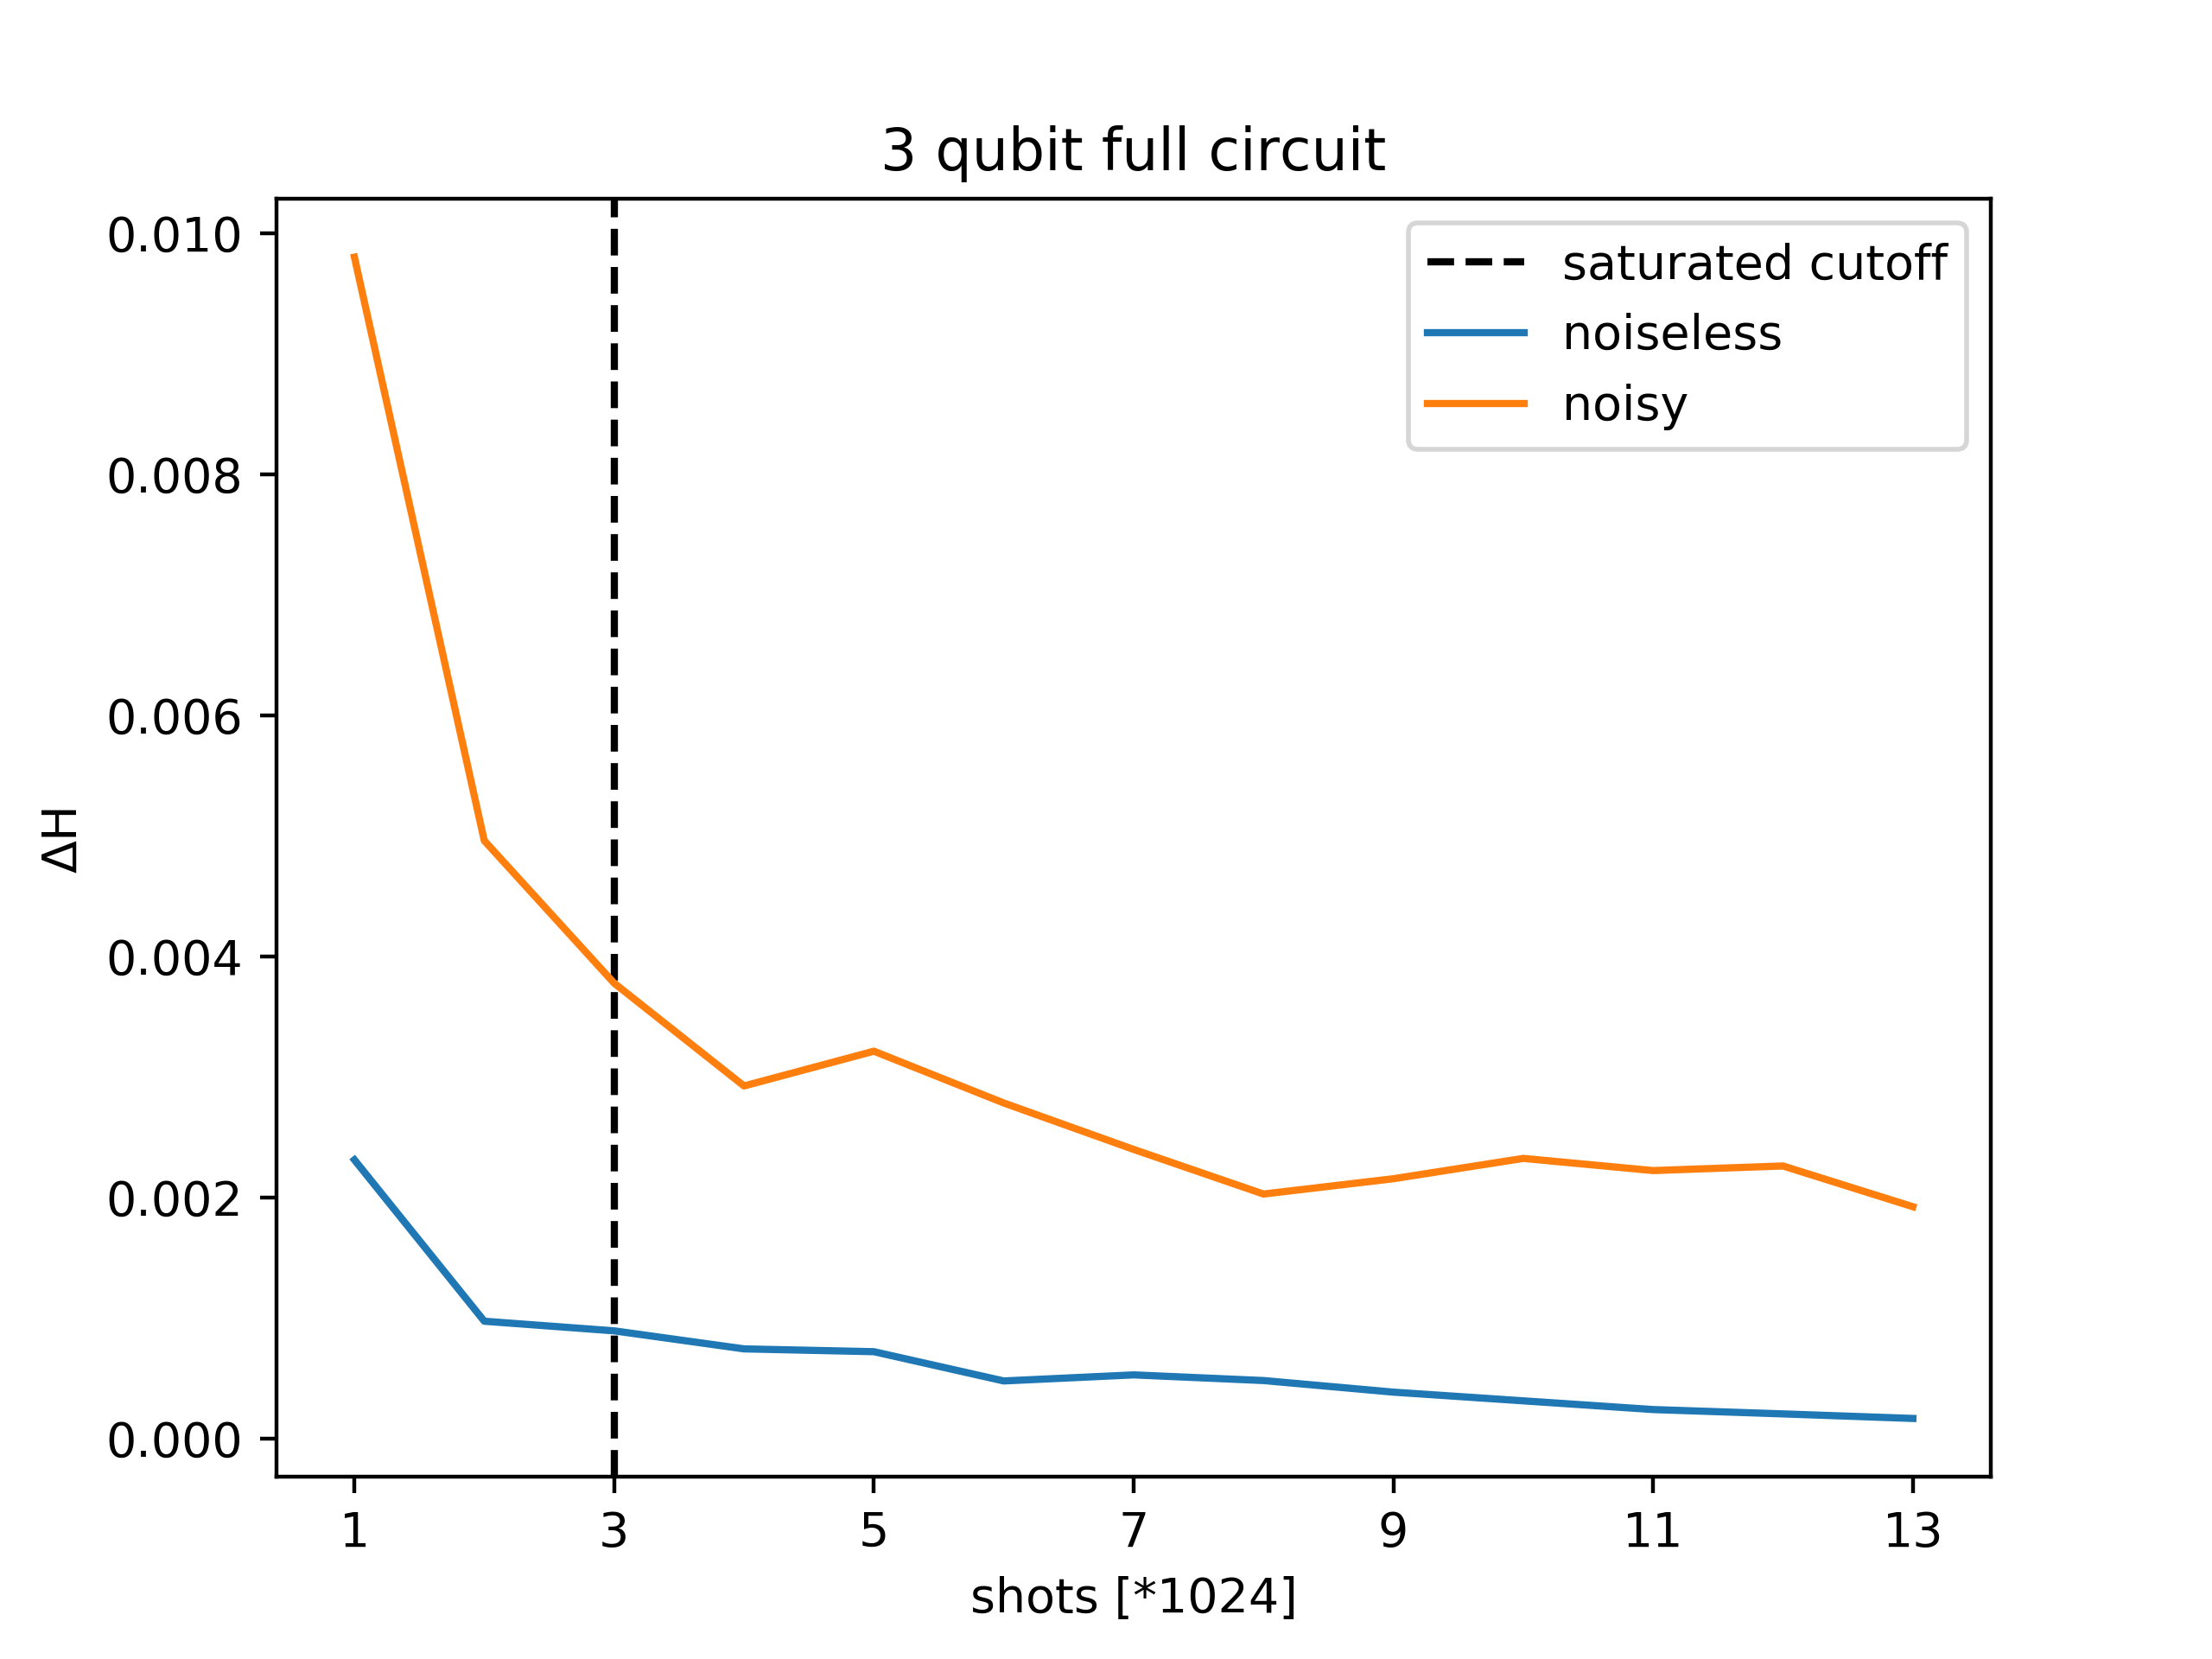 3 qubit full circuit
0.010
0.008
0.006
0.004
0.002
0.000
ΔH
saturated cutoff
noiseless
noisy
1 3 5 7 9 11 13
shots [*1024]